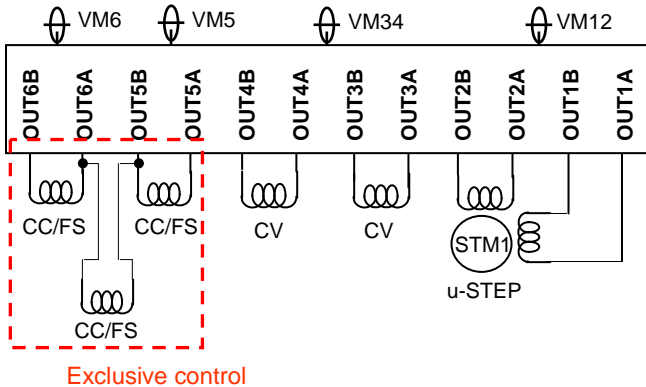 VM6
VM5
VM34
VM12
OUT6B
OUT6A
OUT5B
OUT5A
OUT4B
OUT4A
OUT3B
OUT3A
OUT2B
OUT2A
OUT1B
OUT1A
CC/FS
CC/FS
CV
CV
STM1
u-STEP
CC/FS
Exclusive control